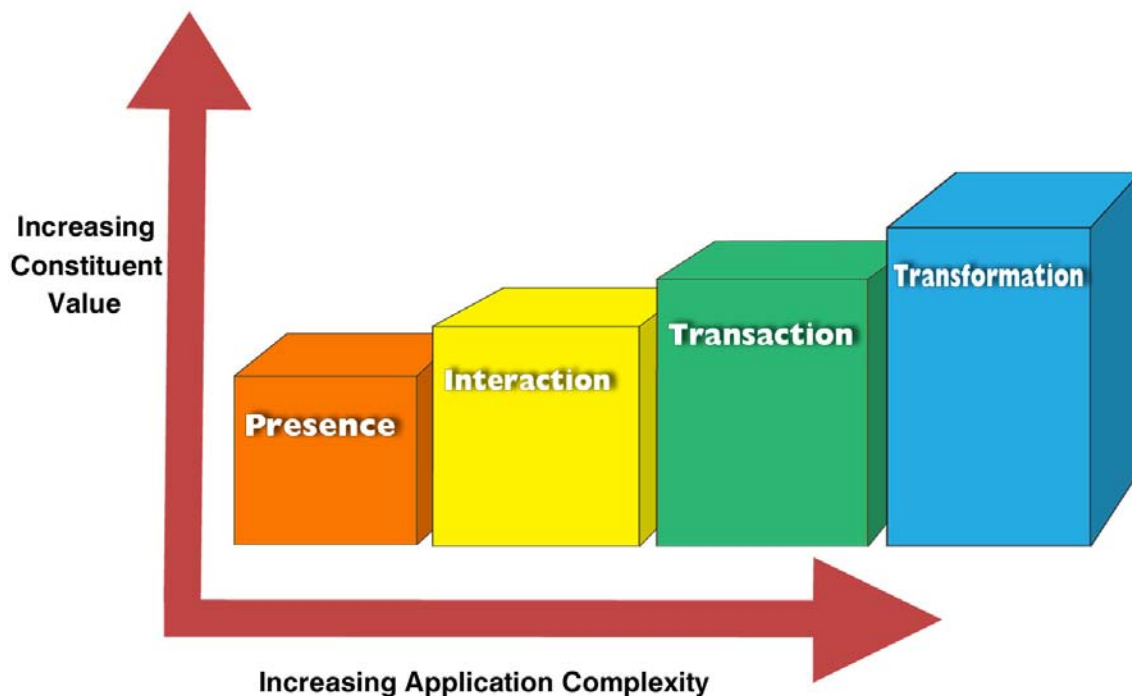 Increasing
Constituent
Value
Presence
Interaction
Transaction
Transformation
Increasing Application Complexity